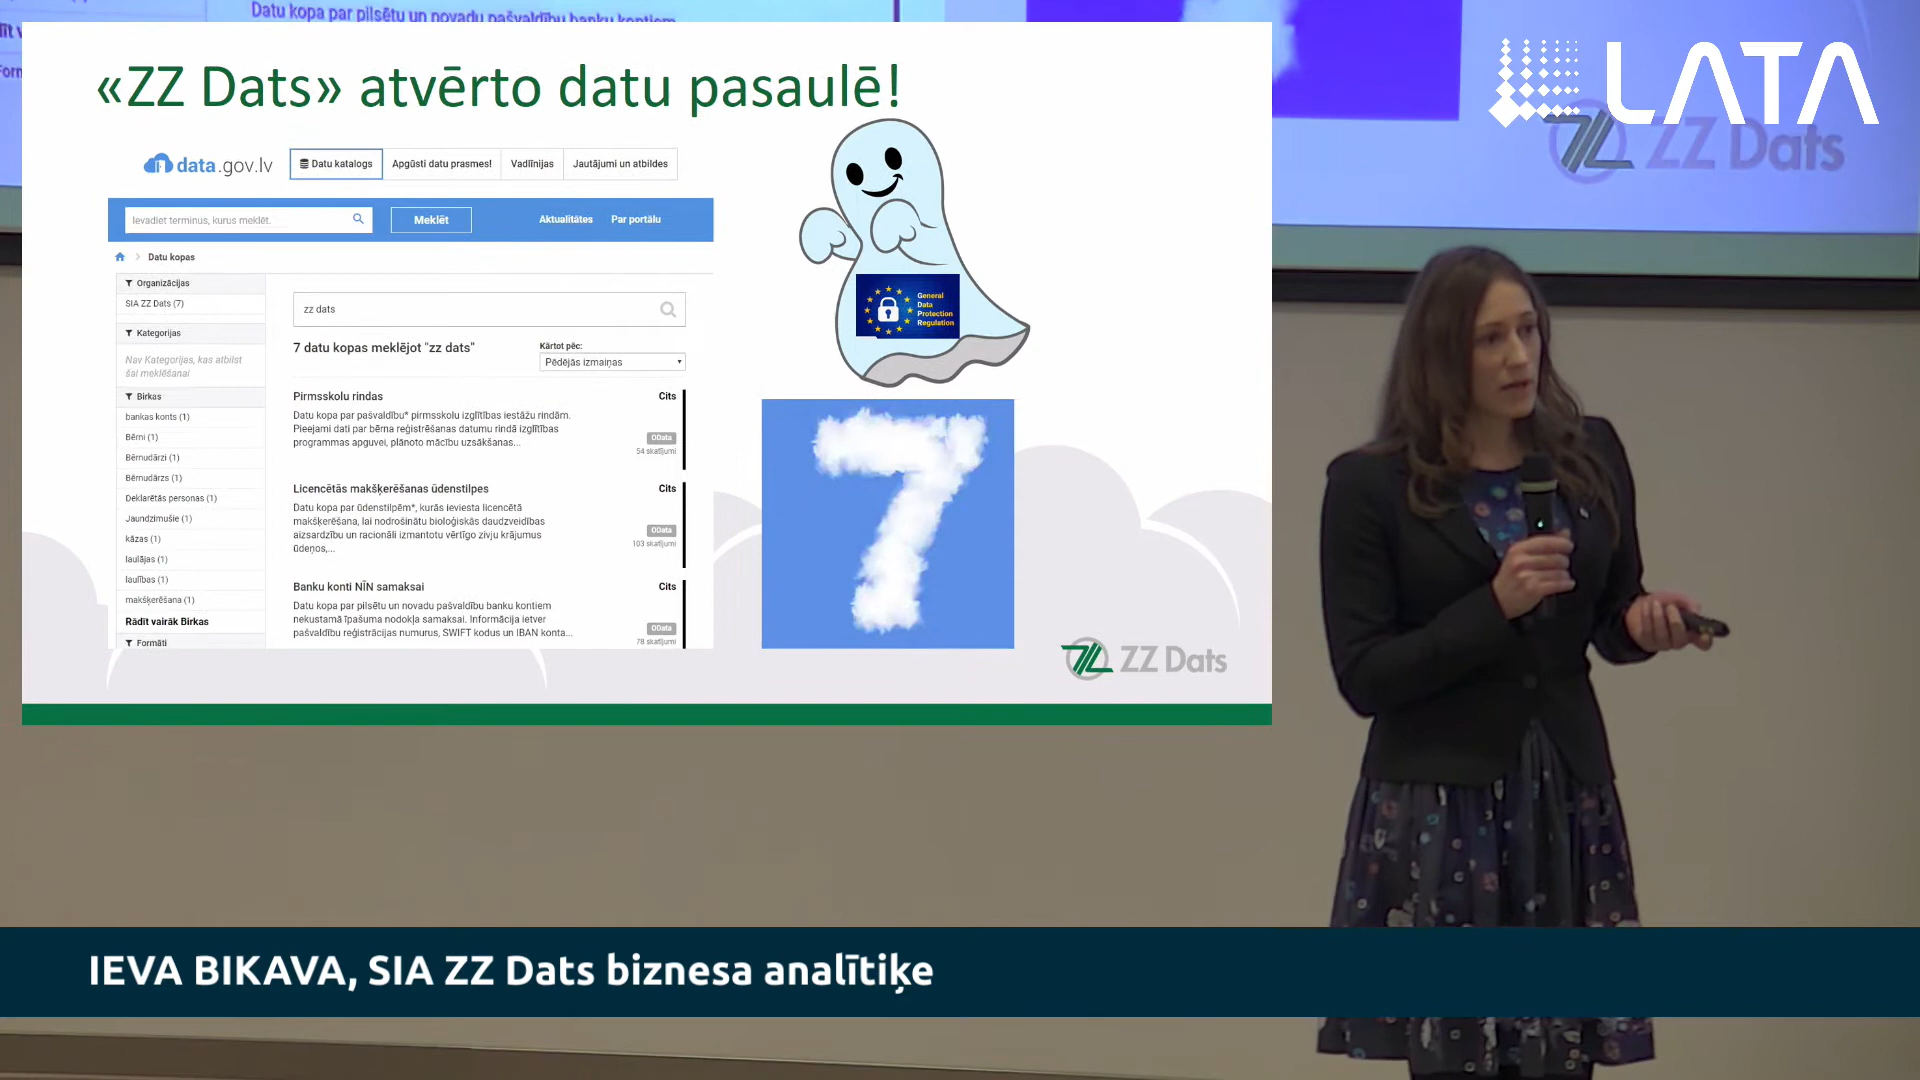 Datu kopa par pilsētu un novadu pašvaldību banku kontiem
LATA
ZZ Dats
«ZZ Dats» atvērto datu pasaulē!
data.gov.lv
Datu katalogs
Apgūsti datu prasmes!
Vadlīnijas
Jautājumi un atbildes
Ievadiet terminus, kurus meklēt.
Meklēt
Aktualitātes
Par portālu
Datu kopas
Organizācijas
SIA ZZ Dats (7)
Kategorijas
Nav Kategorijas, kas atbilst
šai meklēšanai
Birkas
bankas konts (1)
Bērni (1)
Bērnudārzi (1)
Bērnudārzs (1)
Deklarētās personas (1)
Jaundzimušie (1)
kāzas (1)
laulājas (1)
laulības (1)
makšķerēšana (1)
Rādīt vairāk Birkas
Formāti
zz dats
7 datu kopas meklējot "zz dats"
Kārtot pēc:
Pēdējās izmaiņas
Pirmsskolu rindas
Cits
Datu kopa par pašvaldību* pirmsskolu izglītības iestāžu rindām.
Pieejami dati par bērna reģistrēšanas datumu rindā izglītības
programmas apguvei, plānoto mācību uzsākšanas...
OData
54 skatījumi
Licencētās makšķerēšanas ūdenstilpes
Cits
Datu kopa par ūdenstilpēm*, kurās ieviesta licencētā
makšķerēšana, lai nodrošinātu bioloģiskās daudzveidības
aizsardzību un racionāli izmantotu vērtīgo zivju krājumus
ūdeņos,...
OData
103 skatījumi
Banku konti NĪN samaksai
Cits
Datu kopa par pilsētu un novadu pašvaldību banku kontiem
nekustamā īpašuma nodokļa samaksai. Informācija ietver
pašvaldību reģistrācijas numurus, SWIFT kodus un IBAN konta...
OData
78 skatījumi
General
Data
Protection
Regulation
7
ZZ Dats
IEVA BIKAVA, SIA ZZ Dats biznesa analītiķe